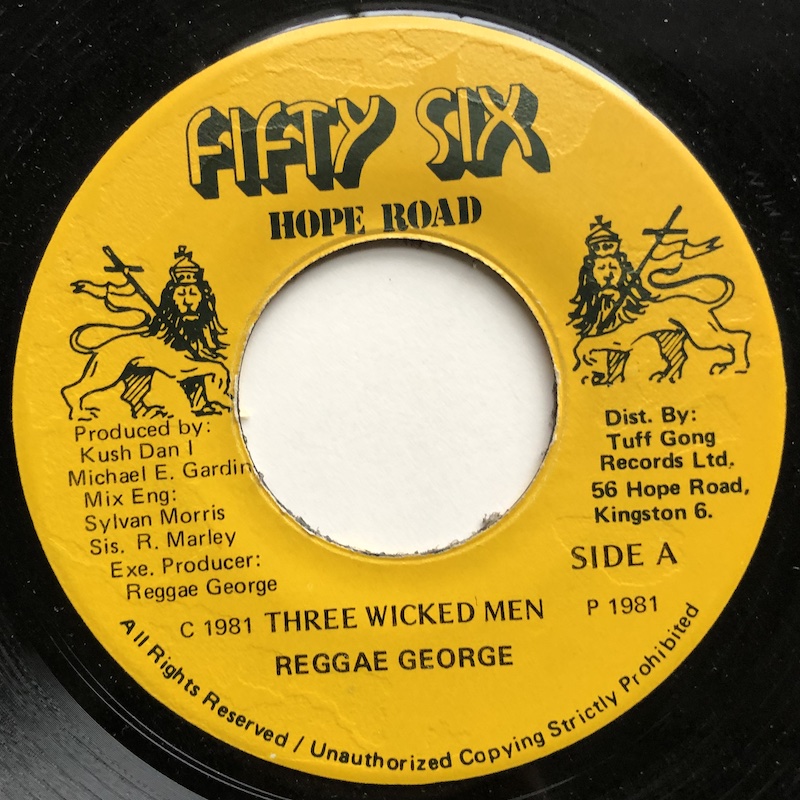 FIFTY SIX
HOPE ROAD
Produced by:
Kush Dan I
Michael E. Gardin
Mix Eng:
Sylvan Morris
Sis. R. Marley
Exe. Producer:
Reggae George
Dist. By:
Tuff Gong
Records Ltd.
56 Hope Road,
Kingston 6.
SIDE A
C 1981 THREE WICKED MEN P 1981
REGGAE GEORGE
All Rights Reserved / Unauthorized Copying Strictly Prohibited